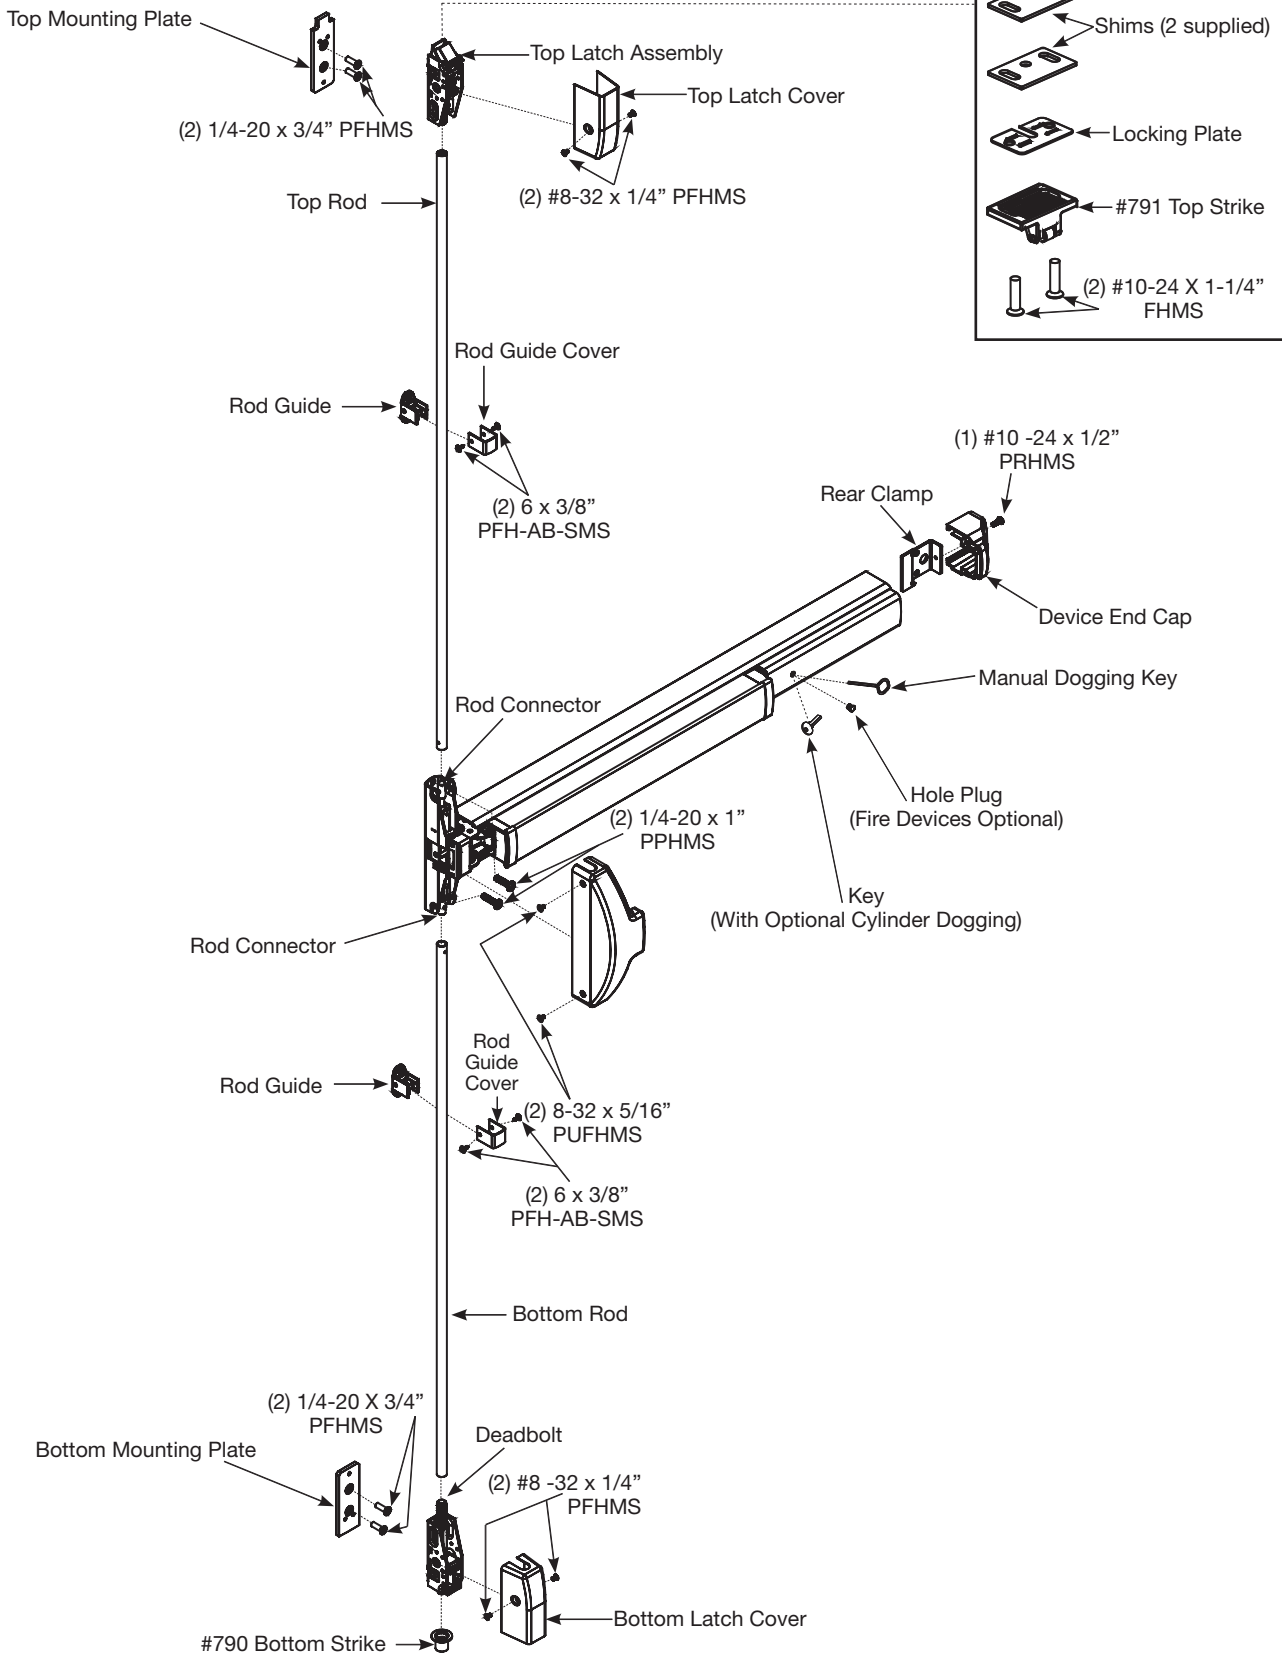 Top Mounting Plate
Shims (2 supplied)
Top Latch Assembly
Top Latch Cover
(2) 1/4-20 x 3/4” PFHMS
Locking Plate
(2) #8-32 x 1/4” PFHMS
Top Rod
#791 Top Strike
(2) #10-24 X 1-1/4”
FHMS
Rod Guide Cover
Rod Guide
(1) #10 -24 x 1/2”
PRHMS
Rear Clamp
(2) 6 x 3/8”
PFH-AB-SMS
Device End Cap
Manual Dogging Key
Rod Connector
Hole Plug
(Fire Devices Optional)
(2) 1/4-20 x 1”
PPHMS
Key
(With Optional Cylinder Dogging)
Rod Connector
Rod
Guide
Cover
Rod Guide
(2) 8-32 x 5/16”
PUFHMS
(2) 6 x 3/8”
PFH-AB-SMS
Bottom Rod
(2) 1/4-20 X 3/4”
PFHMS
Deadbolt
Bottom Mounting Plate
(2) #8 -32 x 1/4”
PFHMS
Bottom Latch Cover
#790 Bottom Strike